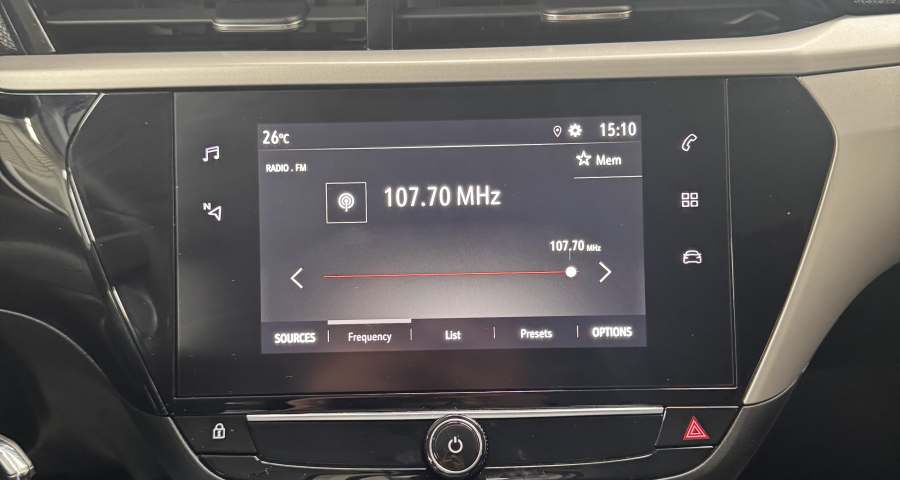 26°C 15:10
RADIO . FM
Mem
107.70 MHz
107.70 MHz
N
SOURCES Frequency List Presets OPTIONS